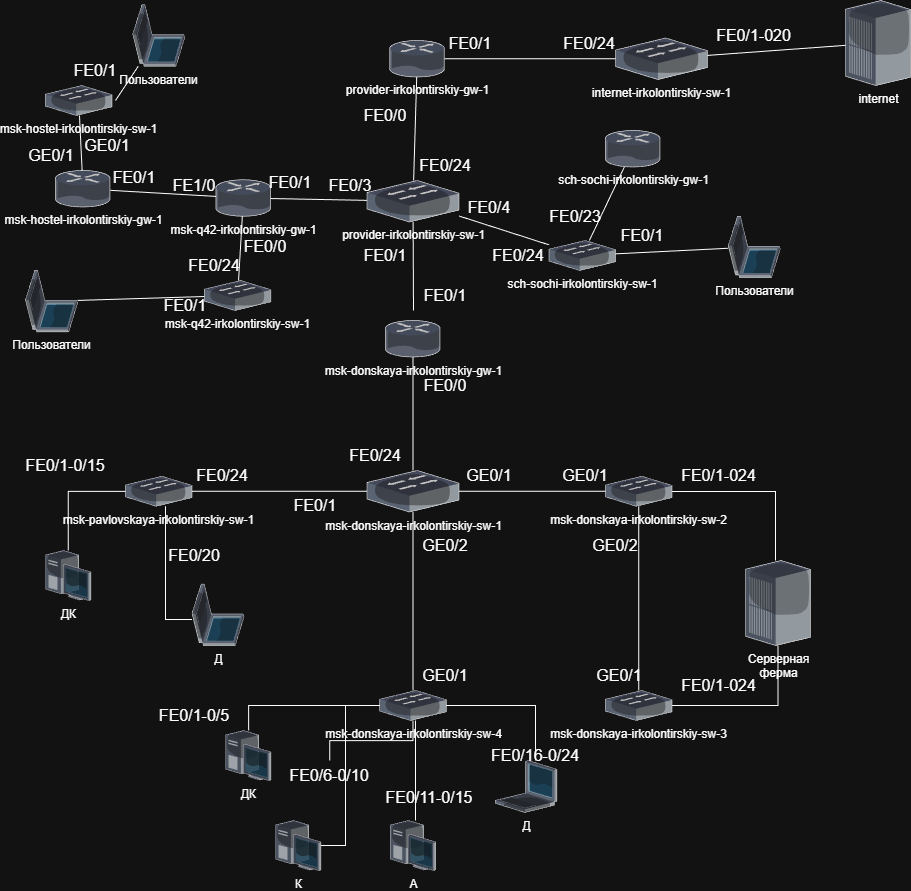 FE0/1
FE0/24
FE0/1-020
FE0/1
Пользователи
provider-irkolontirskiy-gw-1
internet-irkolontirskiy-sw-1
internet
FE0/0
msk-hostel-irkolontirskiy-sw-1
GE0/1
GE0/1
FE0/24
sch-sochi-irkolontirskiy-gw-1
FE0/1
FE1/0
FE0/1
FE0/3
FE0/4
FE0/23
msk-hostel-irkolontirskiy-gw-1
msk-q42-irkolontirskiy-gw-1
provider-irkolontirskiy-sw-1
FE0/1
FE0/0
FE0/1
FE0/24
FE0/24
sch-sochi-irkolontirskiy-sw-1
Пользователи
FE0/1
FE0/1
msk-q42-irkolontirskiy-sw-1
Пользователи
msk-donskaya-irkolontirskiy-gw-1
FE0/0
FE0/24
FE0/1-0/15
FE0/24
GE0/1
GE0/1
FE0/1-024
FE0/1
msk-pavlovskaya-irkolontirskiy-sw-1
msk-donskaya-irkolontirskiy-sw-1
msk-donskaya-irkolontirskiy-sw-2
FE0/20
GE0/2
GE0/2
ДК
Д
Серверная
ферма
GE0/1
GE0/1
FE0/1-024
FE0/1-0/5
msk-donskaya-irkolontirskiy-sw-4
msk-donskaya-irkolontirskiy-sw-3
FE0/16-0/24
FE0/6-0/10
ДК
FE0/11-0/15
Д
К
А